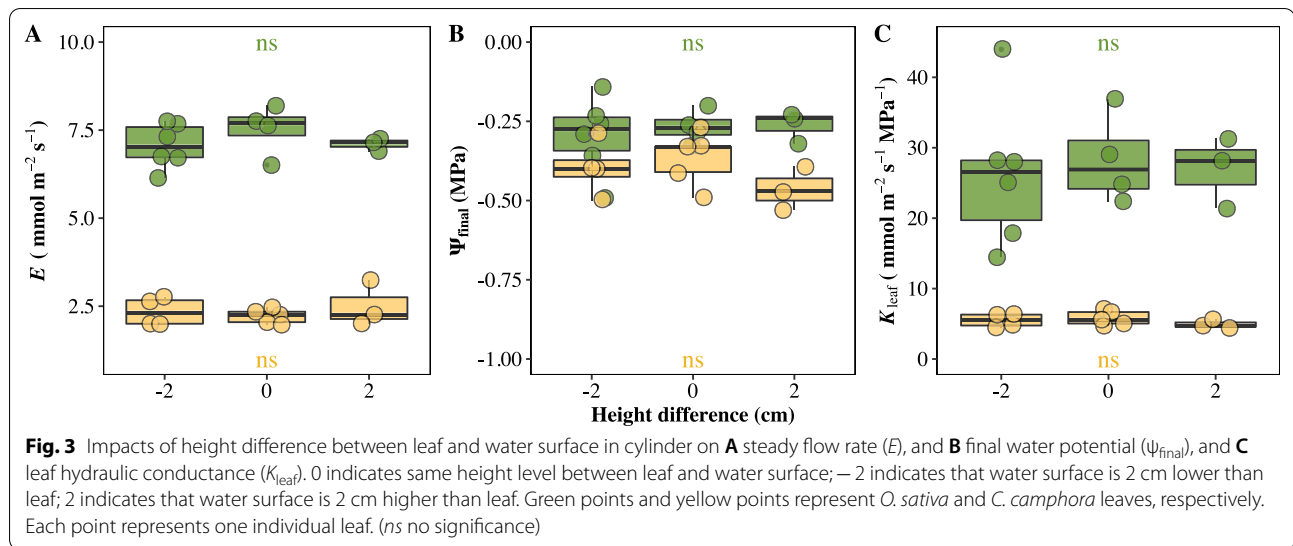 A
ns
10.0
7.5
5.0
2.5
E ( mmol m⁻² s⁻¹)
ns
-2 0 2
B
ns
0.00
-0.25
-0.50
-0.75
-1.00
Ψfinal (MPa)
ns
-2 0 2
C
ns
40
30
20
10
0
Kleaf ( mmol m⁻² s⁻¹ MPa⁻¹)
ns
-2 0 2
Height difference (cm)
Fig. 3 Impacts of height difference between leaf and water surface in cylinder on A steady flow rate (E), and B final water potential (ψfinal), and C
leaf hydraulic conductance (Kleaf). 0 indicates same height level between leaf and water surface; − 2 indicates that water surface is 2 cm lower than
leaf; 2 indicates that water surface is 2 cm higher than leaf. Green points and yellow points represent O. sativa and C. camphora leaves, respectively.
Each point represents one individual leaf. (ns no significance)